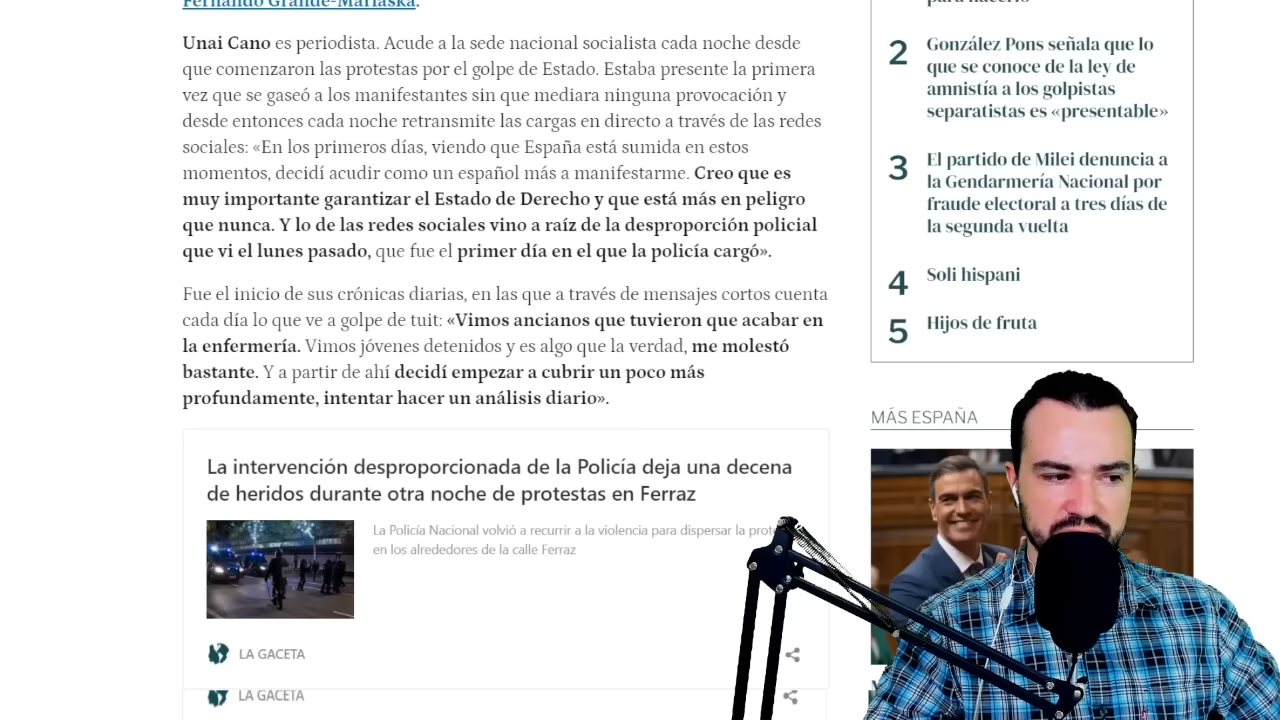 Fernando Grande-Marlaska.
Unai Cano es periodista. Acude a la sede nacional socialista cada noche desde
que comenzaron las protestas por el golpe de Estado. Estaba presente la primera
vez que se gaseó a los manifestantes sin que mediara ninguna provocación y
desde entonces cada noche retransmite las cargas en directo a través de las redes
sociales: «En los primeros días, viendo que España está sumida en estos
momentos, decidí acudir como un español más a manifestarme. Creo que es
muy importante garantizar el Estado de Derecho y que está más en peligro
que nunca. Y lo de las redes sociales vino a raíz de la desproporción policial
que vi el lunes pasado, que fue el primer día en el que la policía cargó».
Fue el inicio de sus crónicas diarias, en las que a través de mensajes cortos cuenta
cada día lo que ve a golpe de tuit: «Vimos ancianos que tuvieron que acabar en
la enfermería. Vimos jóvenes detenidos y es algo que la verdad, me molestó
bastante. Y a partir de ahí decidí empezar a cubrir un poco más
profundamente, intentar hacer un análisis diario».
La intervención desproporcionada de la Policía deja una decena
de heridos durante otra noche de protestas en Ferraz
La Policía Nacional volvió a recurrir a la violencia para dispersar la
en los alrededores de la calle Ferraz
LA GACETA
LA GACETA
para hacerlo
2
González Pons señala que lo
que se conoce de la ley de
amnistía a los golpistas
separatistas es «presentable»
3
El partido de Milei denuncia a
la Gendarmería Nacional por
fraude electoral a tres días de
la segunda vuelta
4
Soli hispani
5
Hijos de fruta
MÁS ESPAÑA